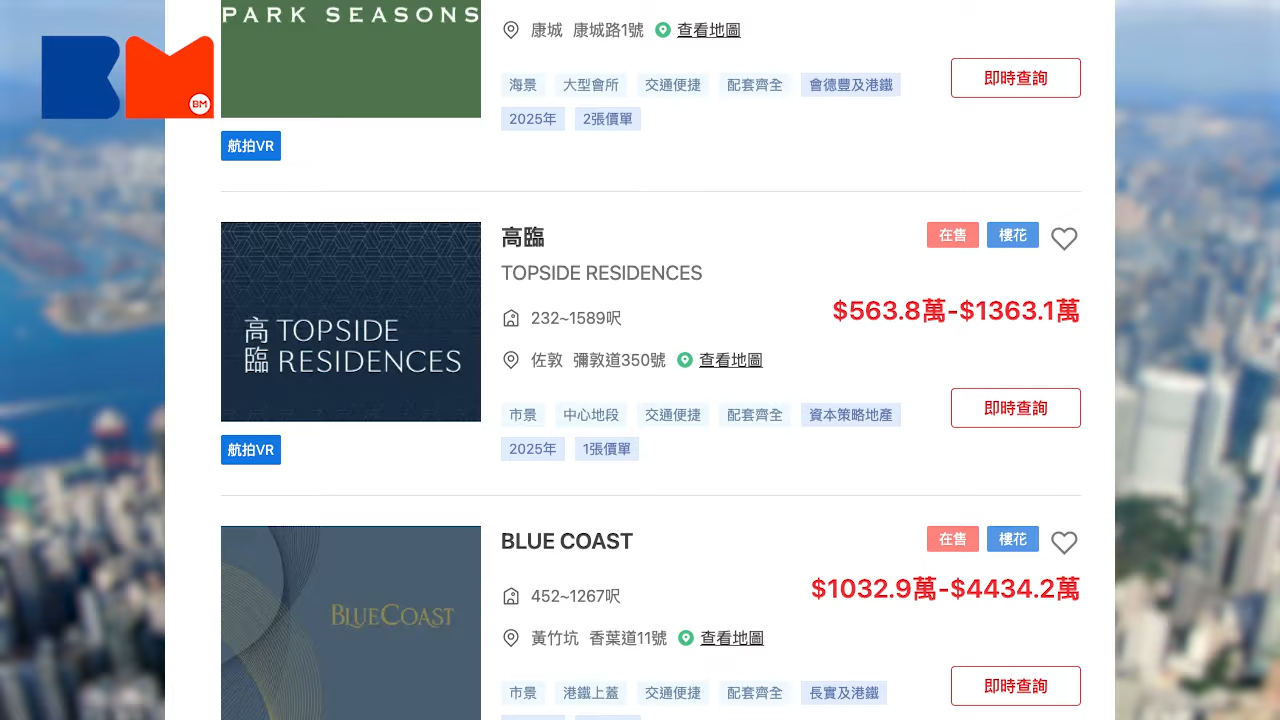 PARK SEASONS
康城 康城路1號 查看地圖
海景 大型會所 交通便捷 配套齊全 會德豐及港鐵
即時查詢
2025年 2張價單
BM
航拍VR
高臨
在售 樓花
TOPSIDE RESIDENCES
$563.8萬-$1363.1萬
232~1589呎
高 TOPSIDE
臨 RESIDENCES
佐敦 彌敦道350號 查看地圖
市景 中心地段 交通便捷 配套齊全 資本策略地產
即時查詢
2025年 1張價單
航拍VR
BLUE COAST
在售 樓花
$1032.9萬-$4434.2萬
452~1267呎
BLUECOAST
黃竹坑 香葉道11號 查看地圖
市景 港鐵上蓋 交通便捷 配套齊全 長實及港鐵
即時查詢